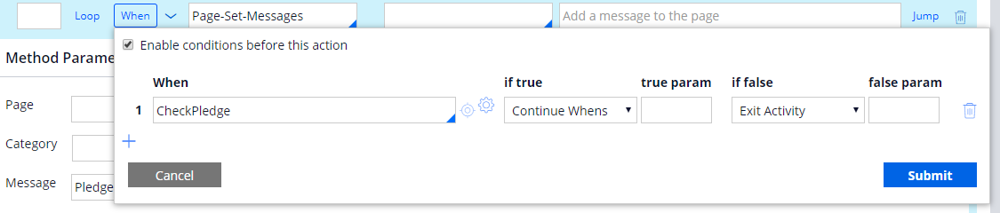 Loop When Page-Set-Messages Add a message to the page Jump
Enable conditions before this action
Method Parame
When if true true param if false false param
Page
1 CheckPledge Continue Whens Exit Activity
Category
Message Pledge
Cancel Submit